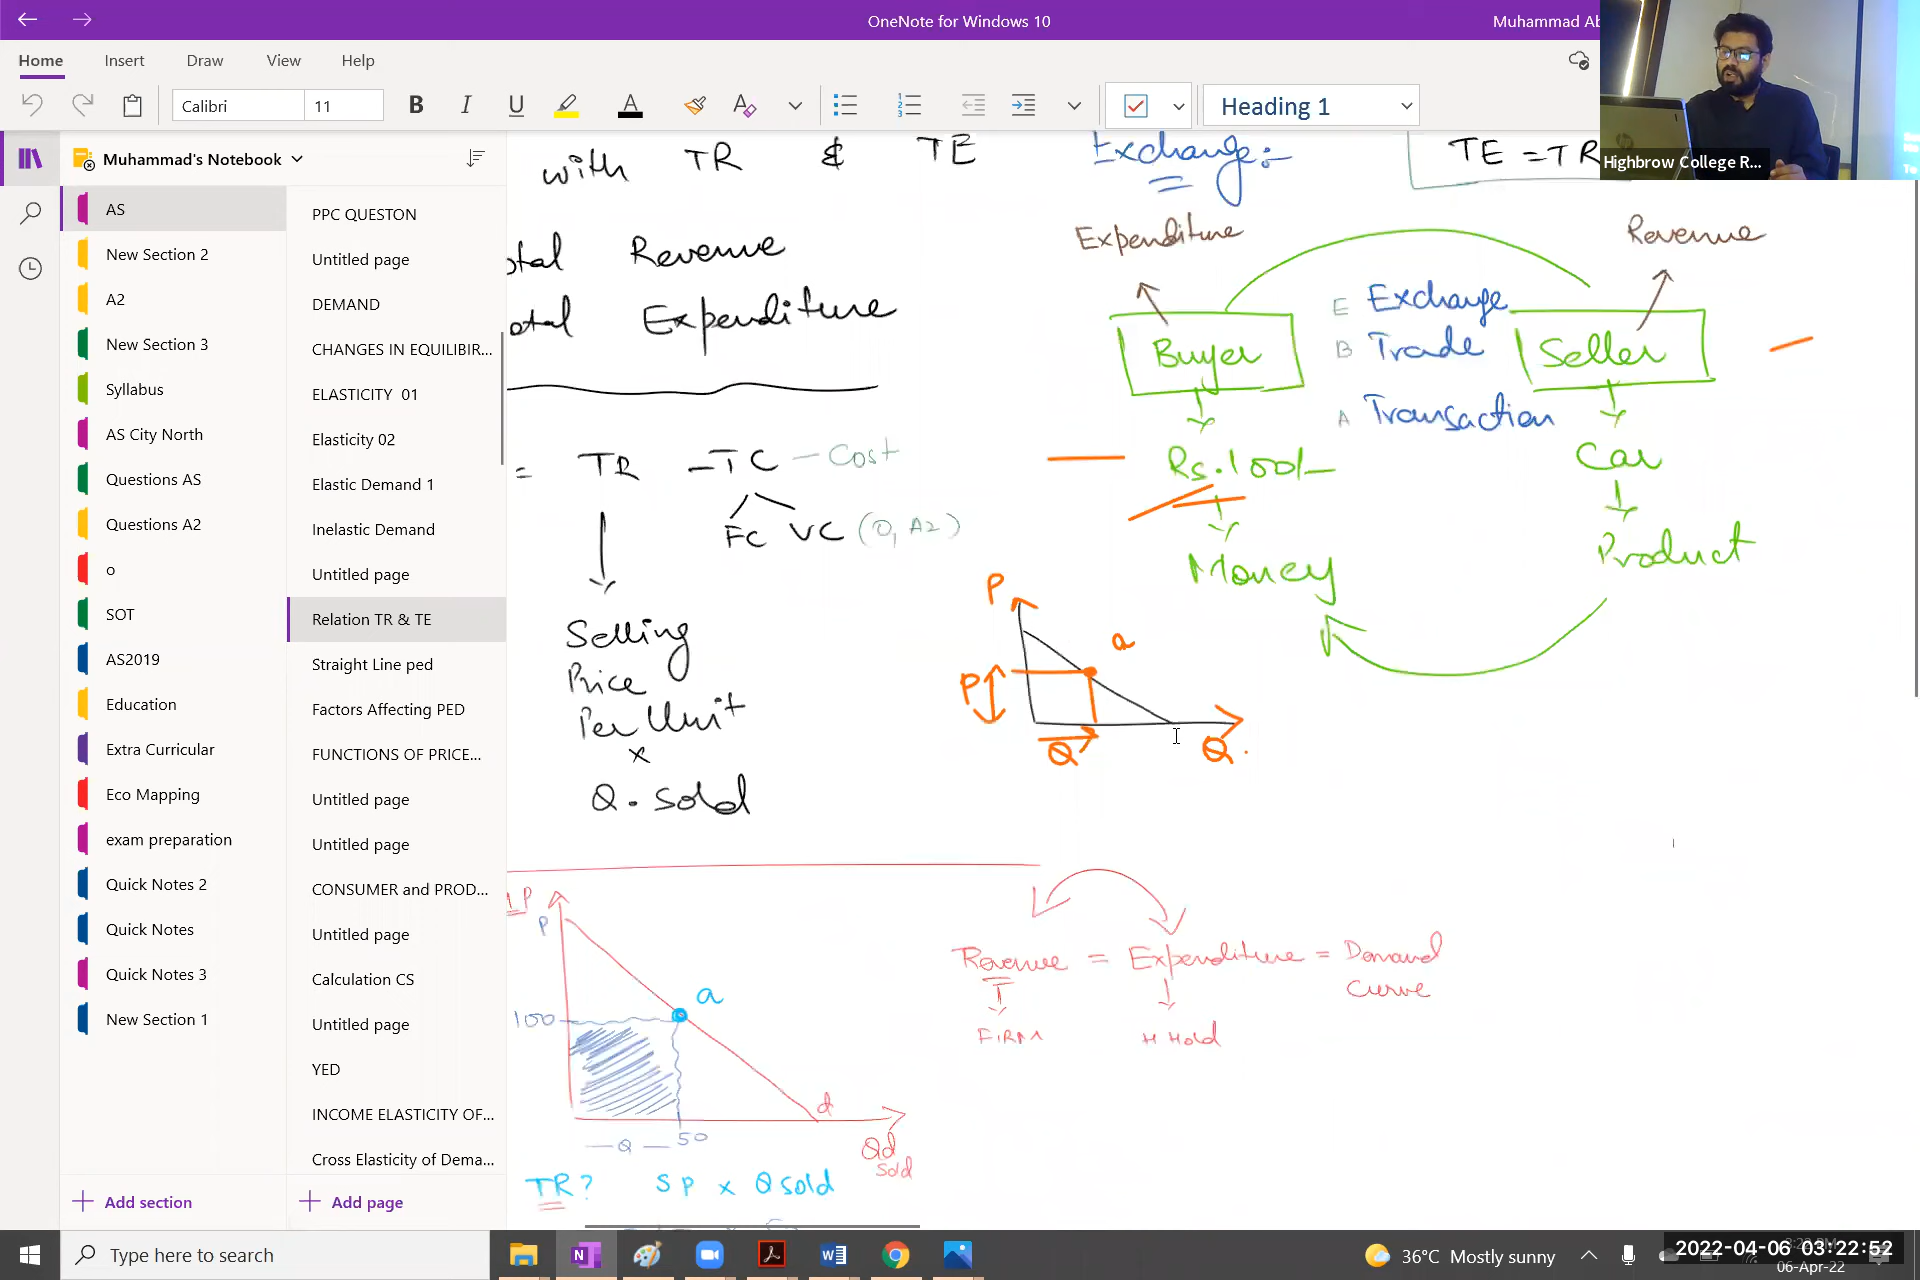 OneNote for Windows 10
Muhammad Ab
Home Insert Draw View Help
Calibri 11 B I U A Heading 1
Highbrow College R...
Muhammad's Notebook
AS
New Section 2
A2
New Section 3
Syllabus
AS City North
Questions AS
Questions A2
o
SOT
AS2019
Education
Extra Curricular
Eco Mapping
exam preparation
Quick Notes 2
Quick Notes
Quick Notes 3
New Section 1
Add section
PPC QUESTON
Untitled page
DEMAND
CHANGES IN EQUILIBIR...
ELASTICITY 01
Elasticity 02
Elastic Demand 1
Inelastic Demand
Untitled page
Relation TR & TE
Straight Line ped
Factors Affecting PED
FUNCTIONS OF PRICE...
Untitled page
Untitled page
CONSUMER and PROD...
Untitled page
Calculation CS
Untitled page
YED
INCOME ELASTICITY OF...
Cross Elasticity of Dema...
Add page
with TR & TE
otal Revenue
otal Expenditure
= TR - TC - Cost
FC VC (O, A2)
Selling
Price
Per Unit
x
Q. Sold
Exchange:-
TE = TR
Expenditure
Revenue
Buyer
E Exchange
B Trade
A Transaction
Seller
Rs.100/-
Car
Money
Product
P
a
P
Q
Q.
1 P
P
a
100
d
Q 50
Qd
Sold
TR? SP x Q Sold
Revenue = Expenditure = Demand
Curve
FIRM
H Hold
Type here to search
36°C Mostly sunny
2022-04-06 03:22:52
06-Apr-22